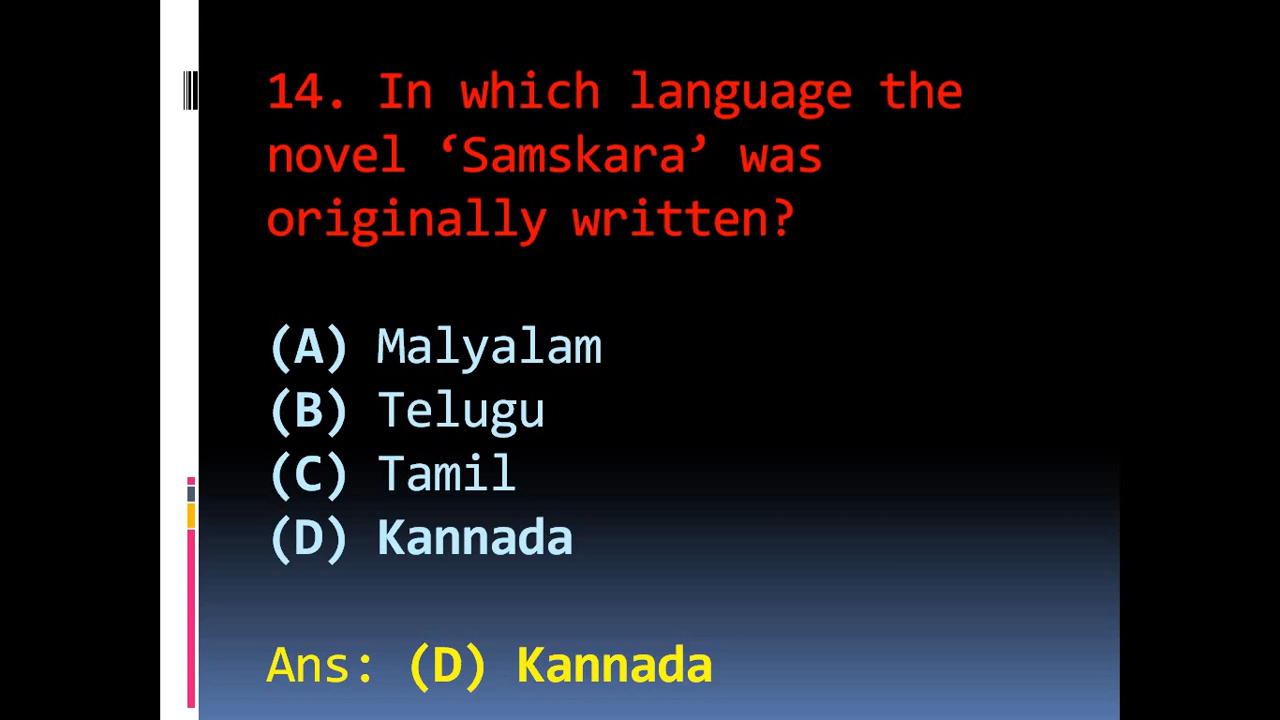 14. In which language the
novel ‘Samskara’ was
originally written?
(A) Malyalam
(B) Telugu
(C) Tamil
(D) Kannada
Ans: (D) Kannada